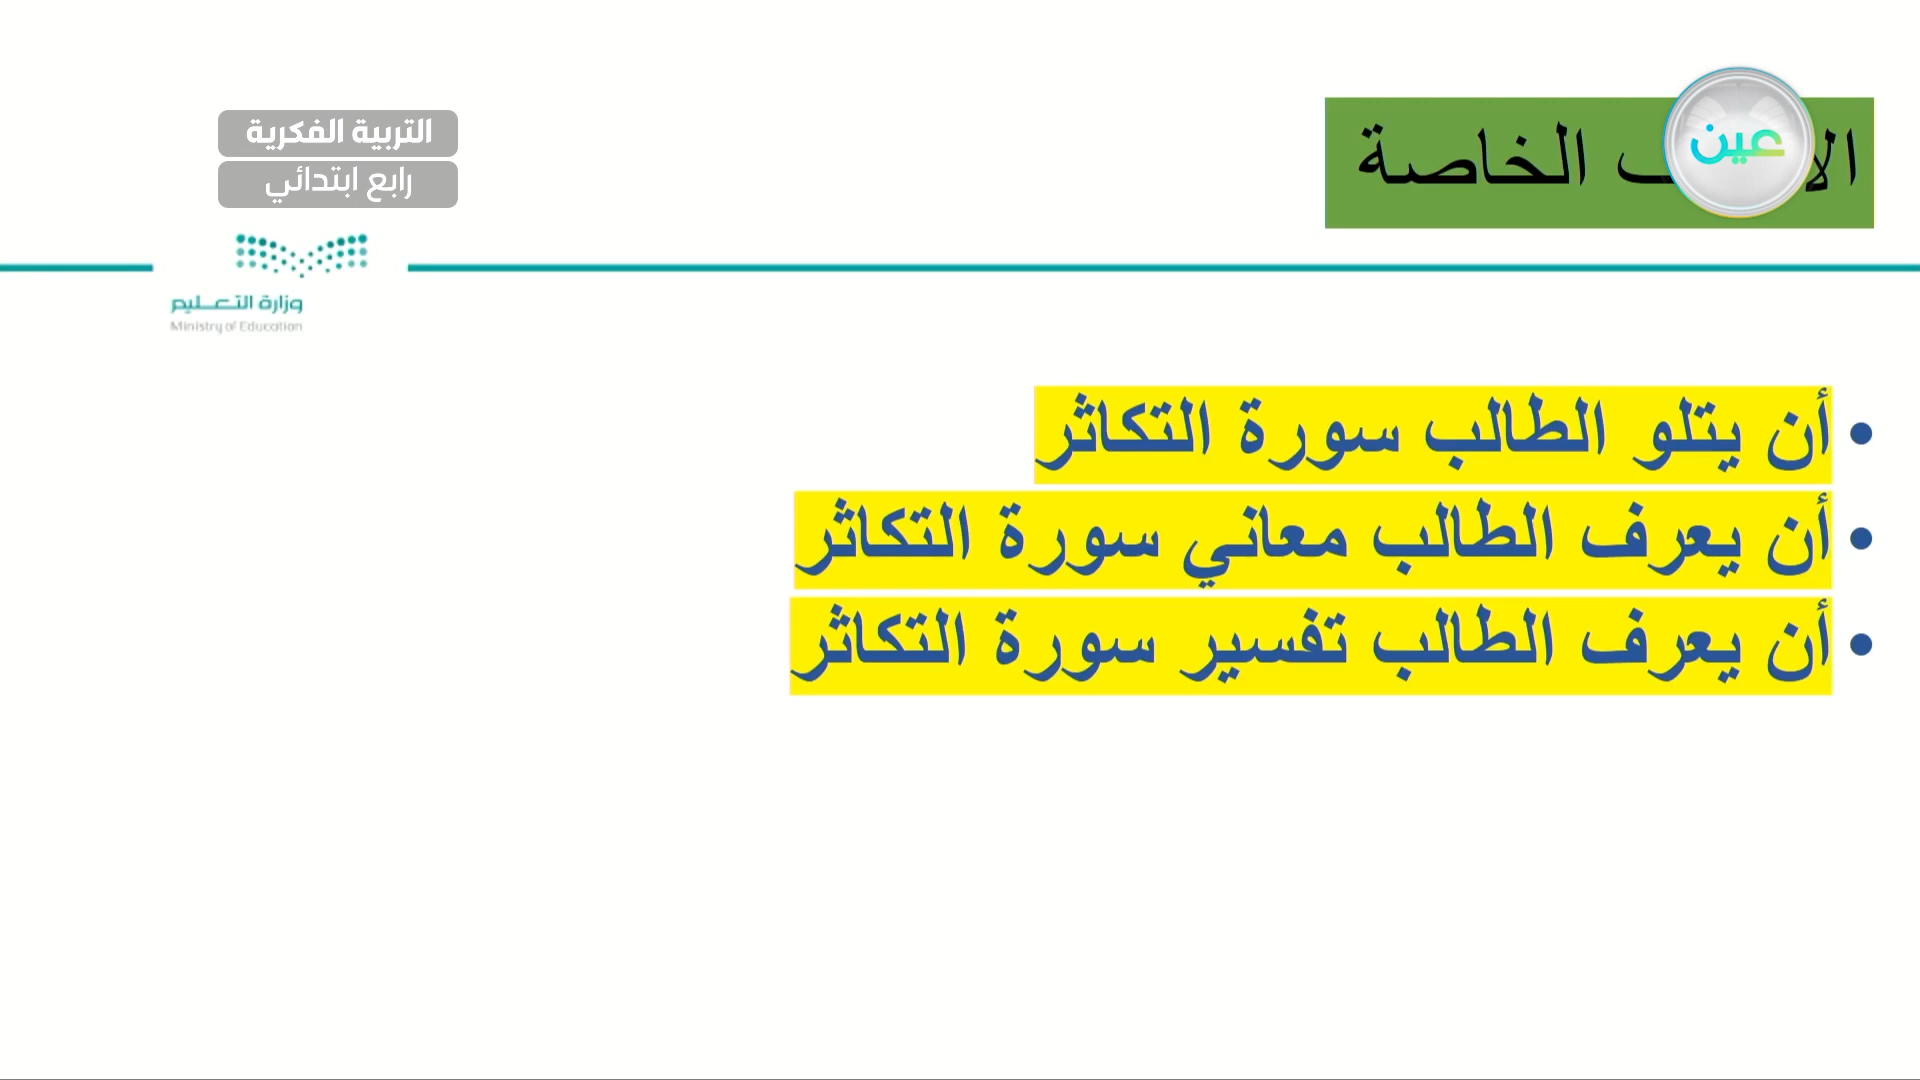 الخاصة
عين
التربية الفكرية
رابع ابتدائي
وزارة التعليم
Ministry of Education
• أن يتلو الطالب سورة التكاثر
• أن يعرف الطالب معاني سورة التكاثر
• أن يعرف الطالب تفسير سورة التكاثر